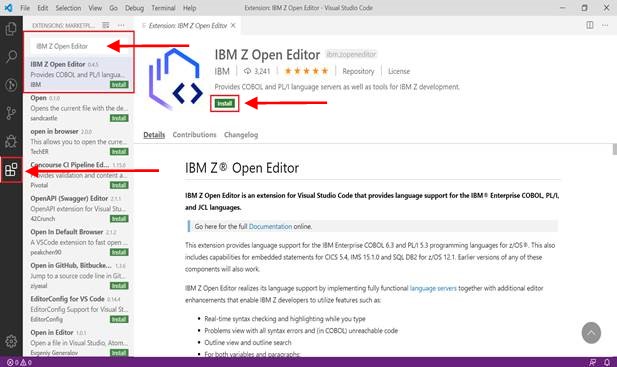 File Edit Selection View Go Run Terminal Help
Extension: IBM Z Open Editor - Visual Studio Code
EXTENSIONS: MARKETPL...
IBM Z Open Editor
IBM Z Open Editor 0.4.5
Provides COBOL and PL/I langua...
IBM Install
Open 0.1.0
Opens the current file with the de...
sandcastle Install
open in browser 2.0.0
This allows you to open the curre...
TechER Install
Concourse CI Pipeline Ed... 1.15.0
Provides validation and content a...
Pivotal Install
OpenAPI (Swagger) Editor 2.1.1
OpenAPI extension for Visual Stu...
42Crunch Install
Open In Default Browser 2.1.2
A VSCode extension to fast open ...
peakchen90 Install
Open in GitHub, Bitbucke... 1.3.6
Jump to a source code line in Gith...
ziyasal Install
EditorConfig for VS Code 0.14.4
EditorConfig Support for Visual St...
EditorConfig Install
Open in Editor 1.0.1
Open a file in Visual Studio, Atom...
Evgeniy Generalov Install
0 0
Extension: IBM Z Open Editor
IBM Z Open Editor ibm.zopeneditor
IBM 3,241 Repository License
Provides COBOL and PL/I language servers as well as tools for IBM Z development.
Install
Details Contributions Changelog
IBM Z® Open Editor
IBM Z Open Editor is an extension for Visual Studio Code that provides language support for the IBM® Enterprise COBOL, PL/I,
and JCL languages.
Go here for the full Documentation online.
This extension provides language support for the IBM Enterprise COBOL 6.3 and PL/I 5.3 programming languages for z/OS®. This also
includes capabilities for embedded statements for CICS 5.4, IMS 15.1.0 and SQL DB2 for z/OS 12.1. Earlier versions of any of these
components will also work.
IBM Z Open Editor realizes its language support by implementing fully functional language servers together with additional editor
enhancements that enable IBM Z developers to utilize features such as:
• Real-time syntax checking and highlighting while you type
• Problems view with all syntax errors and (in COBOL) unreachable code
• Outline view and outline search
• For both variables and paragraphs: